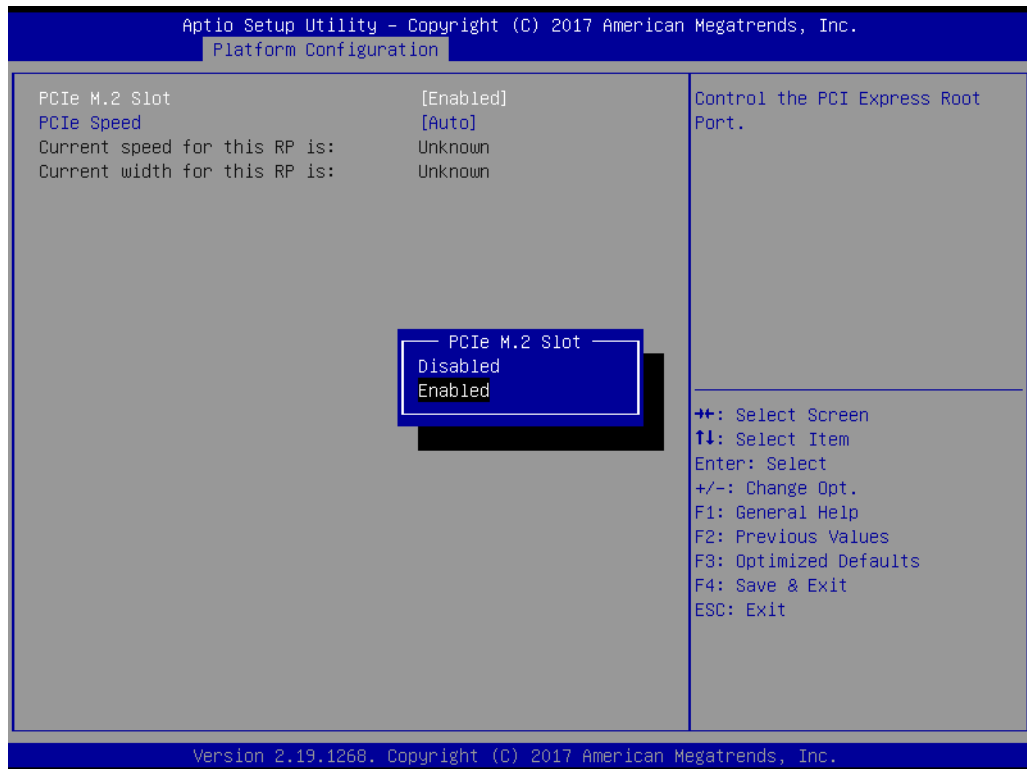 Aptio Setup Utility – Copyright (C) 2017 American Megatrends, Inc.
Platform Configuration
PCIe M.2 Slot [Enabled]
PCIe Speed [Auto]
Current speed for this RP is: Unknown
Current width for this RP is: Unknown
PCIe M.2 Slot
Disabled
Enabled
Control the PCI Express Root
Port.
→←: Select Screen
↑↓: Select Item
Enter: Select
+/-: Change Opt.
F1: General Help
F2: Previous Values
F3: Optimized Defaults
F4: Save & Exit
ESC: Exit
Version 2.19.1268. Copyright (C) 2017 American Megatrends, Inc.